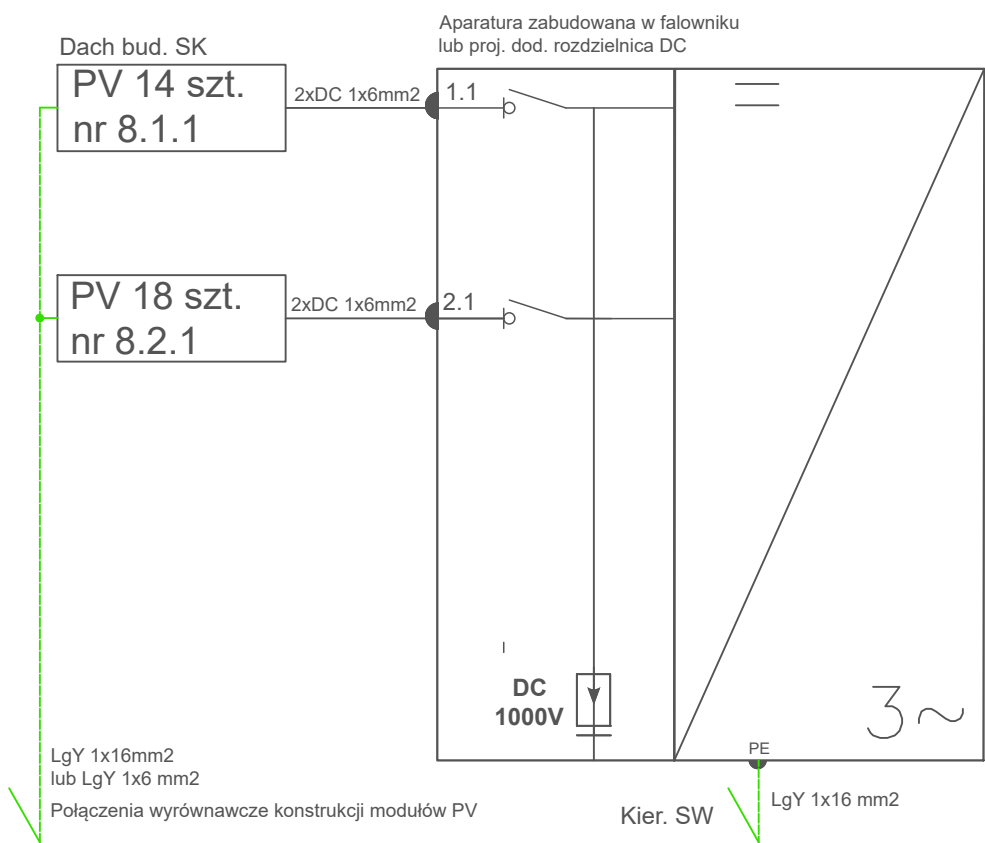 Aparatura zabudowana w falowniku
lub proj. dod. rozdzielnica DC
Dach bud. SK
PV 14 szt.
nr 8.1.1
2xDC 1x6mm2
1.1
PV 18 szt.
nr 8.2.1
2xDC 1x6mm2
2.1
DC
1000V
3~
PE
LgY 1x16mm2
lub LgY 1x6 mm2
Połączenia wyrównawcze konstrukcji modułów PV
Kier. SW
LgY 1x16 mm2